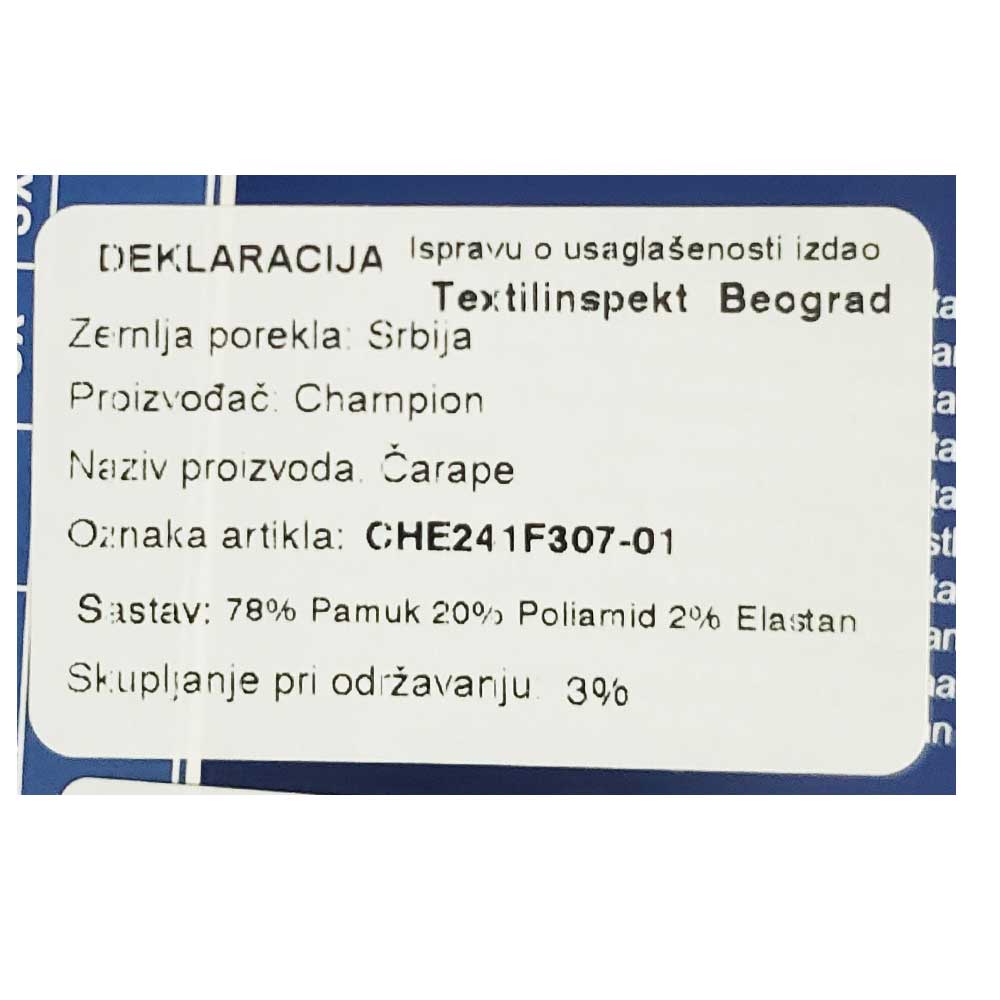 DEKLARACIJA Ispravu o usaglašenosti izdao
Textilinspekt Beograd
Zemlja porekla: Srbija
Proizvođač: Champion
Naziv proizvoda: Čarape
Oznaka artikla: CHE241F307-01
Sastav: 78% Pamuk 20% Poliamid 2% Elastan
Skupljanje pri održavanju: 3%